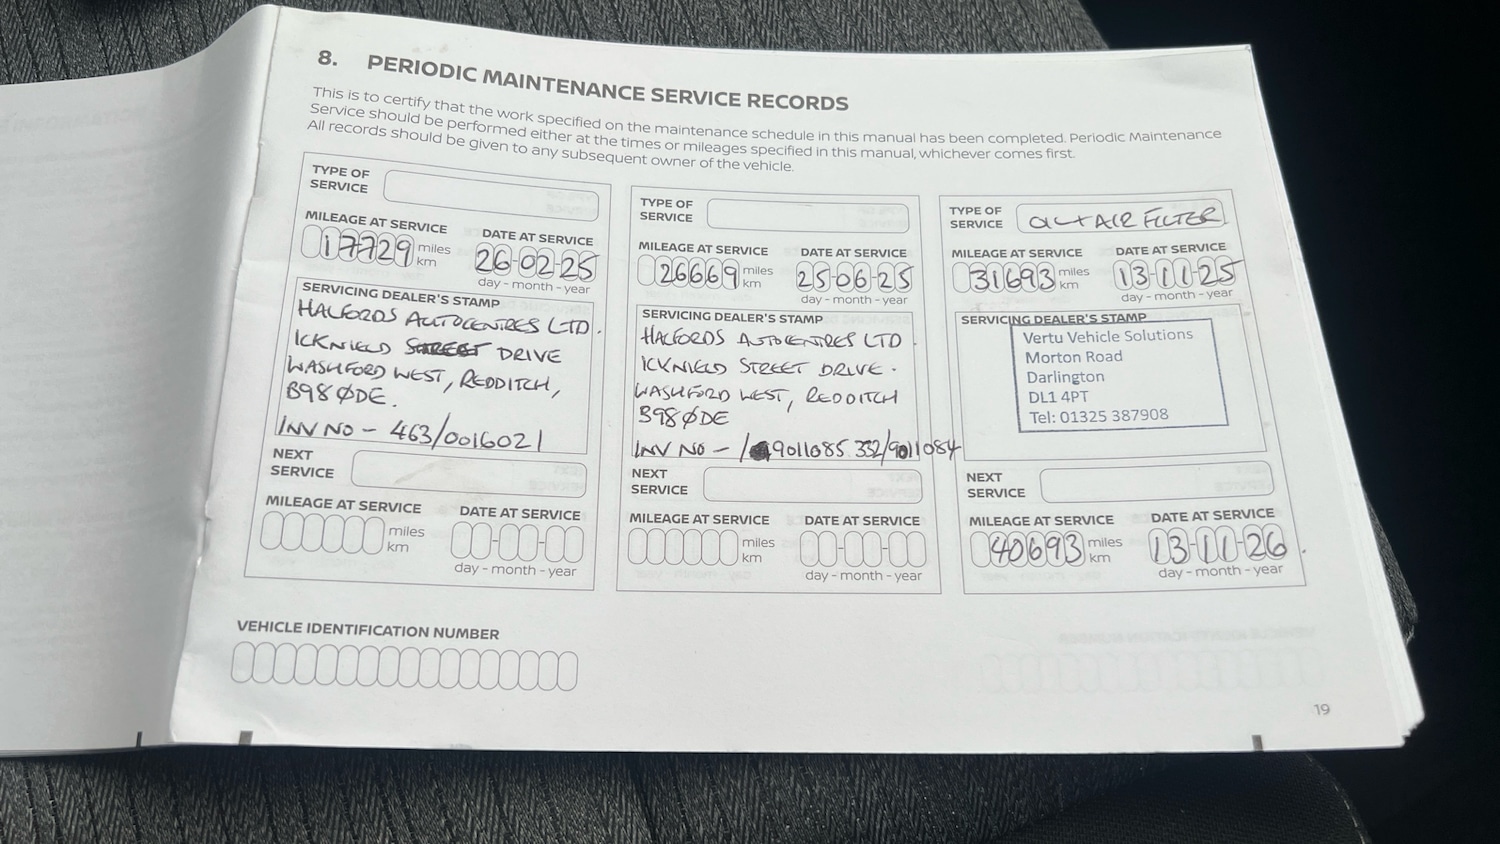 8. PERIODIC MAINTENANCE SERVICE RECORDS
This is to certify that the work specified on the maintenance schedule in this manual has been completed. Periodic Maintenance
Service should be performed either at the times or mileages specified in this manual, whichever comes first.
All records should be given to any subsequent owner of the vehicle.
TYPE OF
SERVICE
MILEAGE AT SERVICE
17729 miles
km
DATE AT SERVICE
26-02-25
day - month - year
SERVICING DEALER'S STAMP
HALFORDS AUTOCENTRES LTD.
ICKNIELD STREET DRIVE
WASHFORD WEST, REDDITCH,
B98 0DE.
INV NO - 463/0016021
NEXT
SERVICE
MILEAGE AT SERVICE
miles
km
DATE AT SERVICE
day - month - year
TYPE OF
SERVICE
MILEAGE AT SERVICE
26669 miles
km
DATE AT SERVICE
25-06-25
day - month - year
SERVICING DEALER'S STAMP
HALFORDS AUTOCENTRES LTD.
ICKNIELD STREET DRIVE.
WASHFORD WEST, REDDITCH
B98 0DE
INV NO - / 9011085 332/9011084
NEXT
SERVICE
MILEAGE AT SERVICE
miles
km
DATE AT SERVICE
day - month - year
TYPE OF
SERVICE
OIL + AIR FILTER
MILEAGE AT SERVICE
31693 miles
km
DATE AT SERVICE
13-11-25
day - month - year
SERVICING DEALER'S STAMP
Vertu Vehicle Solutions
Morton Road
Darlington
DL1 4PT
Tel: 01325 387908
NEXT
SERVICE
MILEAGE AT SERVICE
40693 miles
km
DATE AT SERVICE
13-11-26.
day - month - year
VEHICLE IDENTIFICATION NUMBER
19